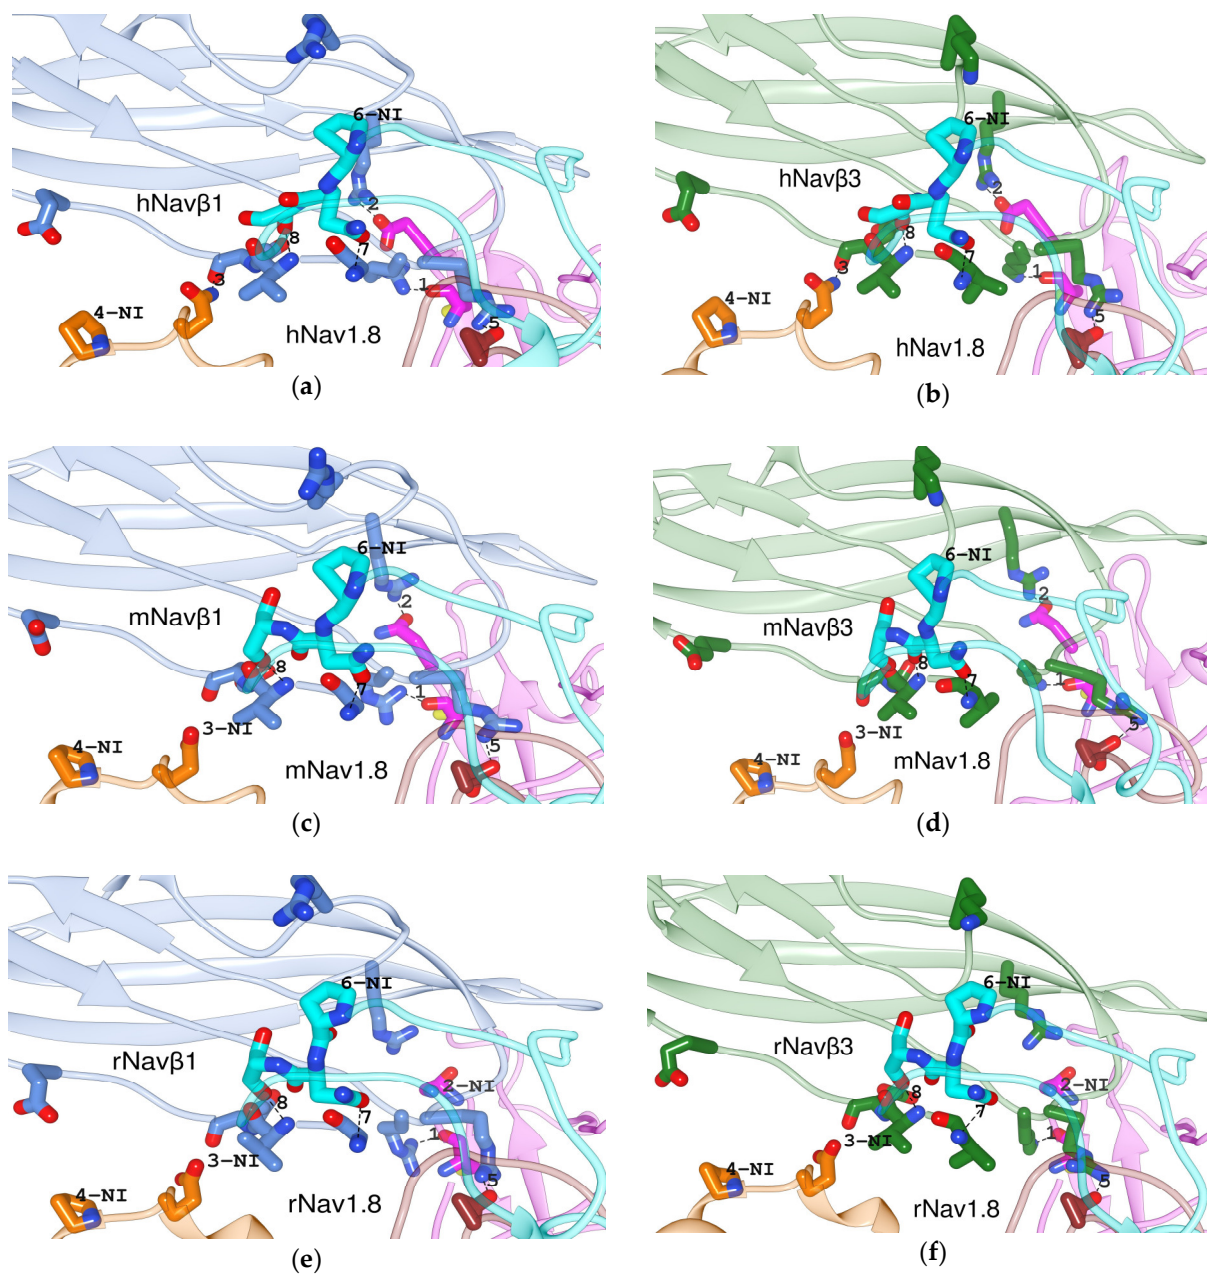 6-NI
hNavβ1
2
8
7
3
1
4-NI
hNav1.8
5
(a)
6-NI
hNavβ3
2
8
7
3
1
4-NI
hNav1.8
5
(b)
6-NI
mNavβ1
2
8
7
1
3-NI
4-NI
mNav1.8
5
(c)
6-NI
mNavβ3
2
8
7
1
3-NI
4-NI
mNav1.8
5
(d)
6-NI
rNavβ1
2-NI
8
7
1
3-NI
4-NI
rNav1.8
5
(e)
6-NI
rNavβ3
2-NI
8
7
1
3-NI
4-NI
rNav1.8
5
(f)